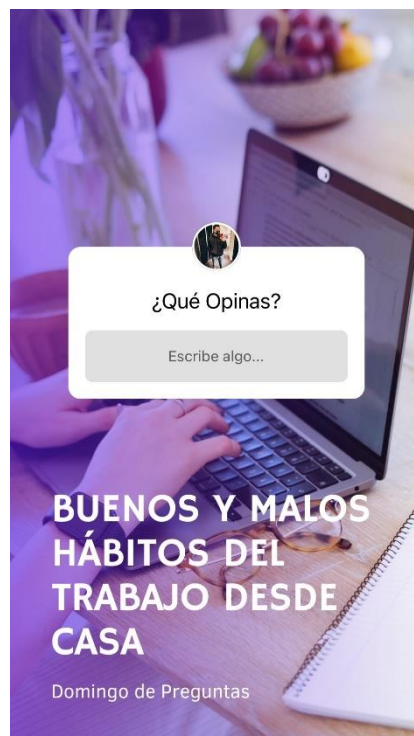 ¿Qué Opinas?
Escribe algo...
BUENOS Y MALOS
HÁBITOS DEL
TRABAJO DESDE
CASA
Domingo de Preguntas